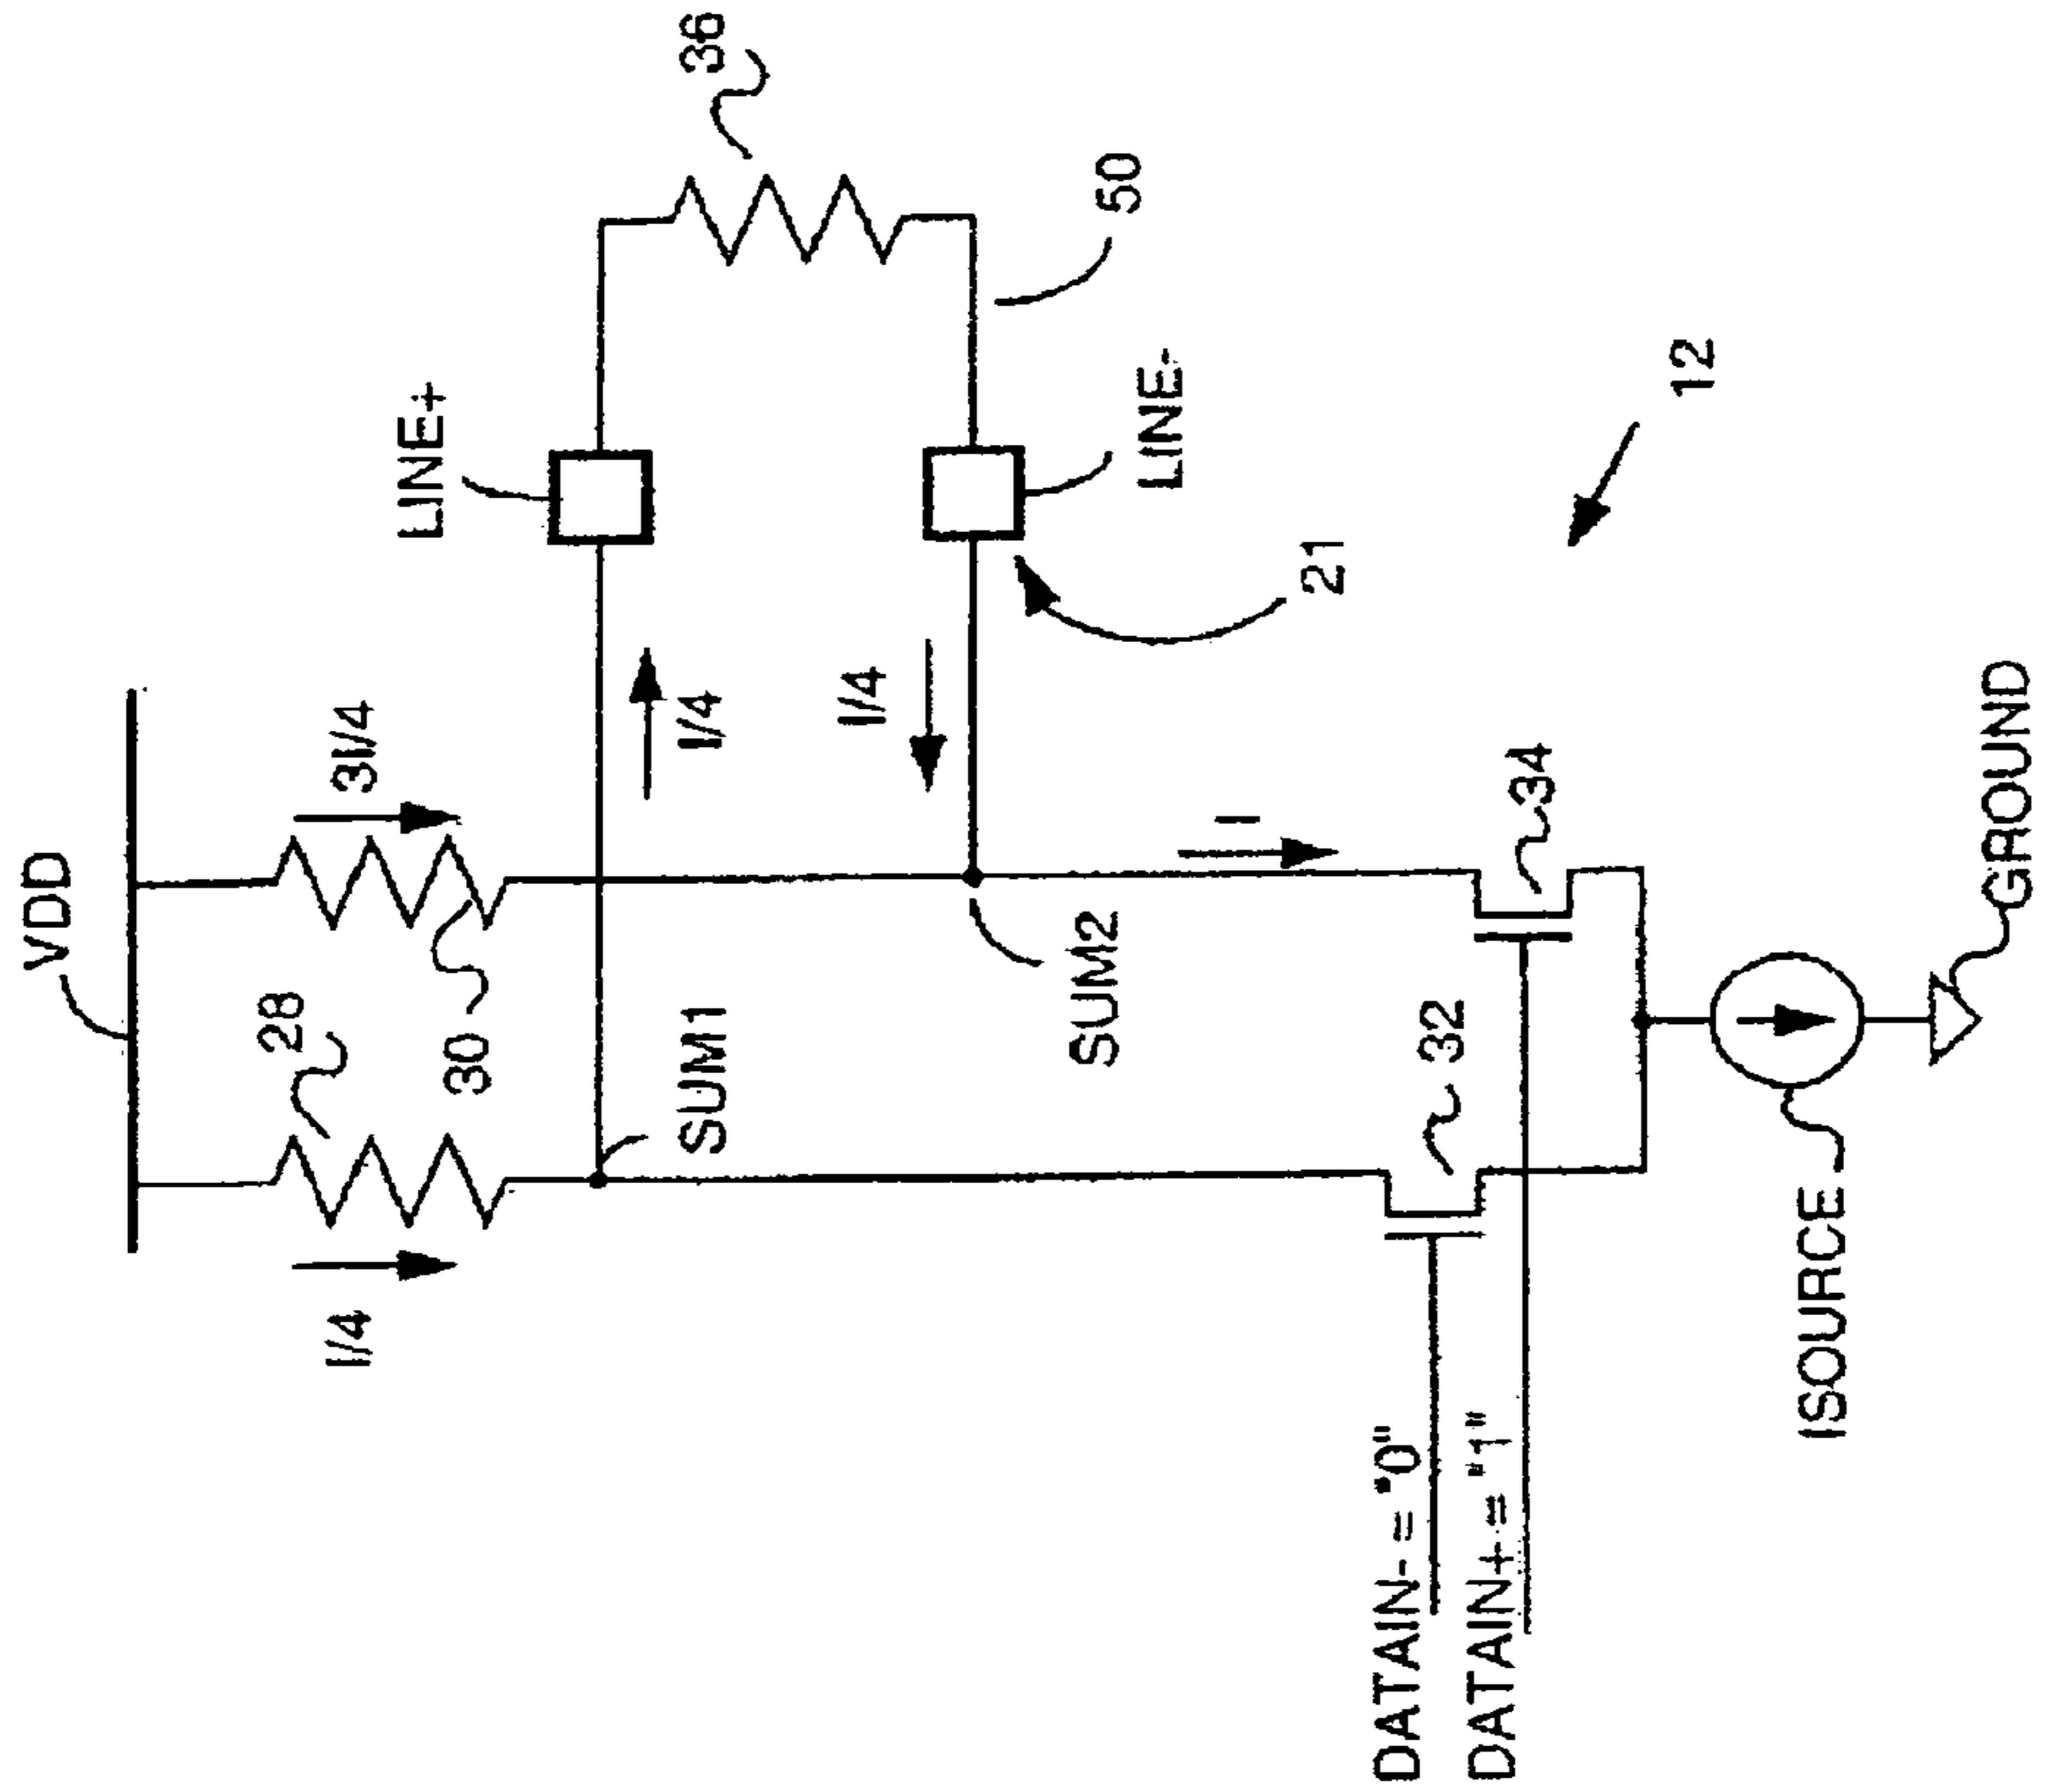 VDD
28
30
I/4
3I/4
SUM1
LINE+
I/4
36
I/4
50
LINE-
SUM2
21
I
12
DATAIN- = "0"
DATAIN+ = "1"
32
34
ISOURCE
GROUND